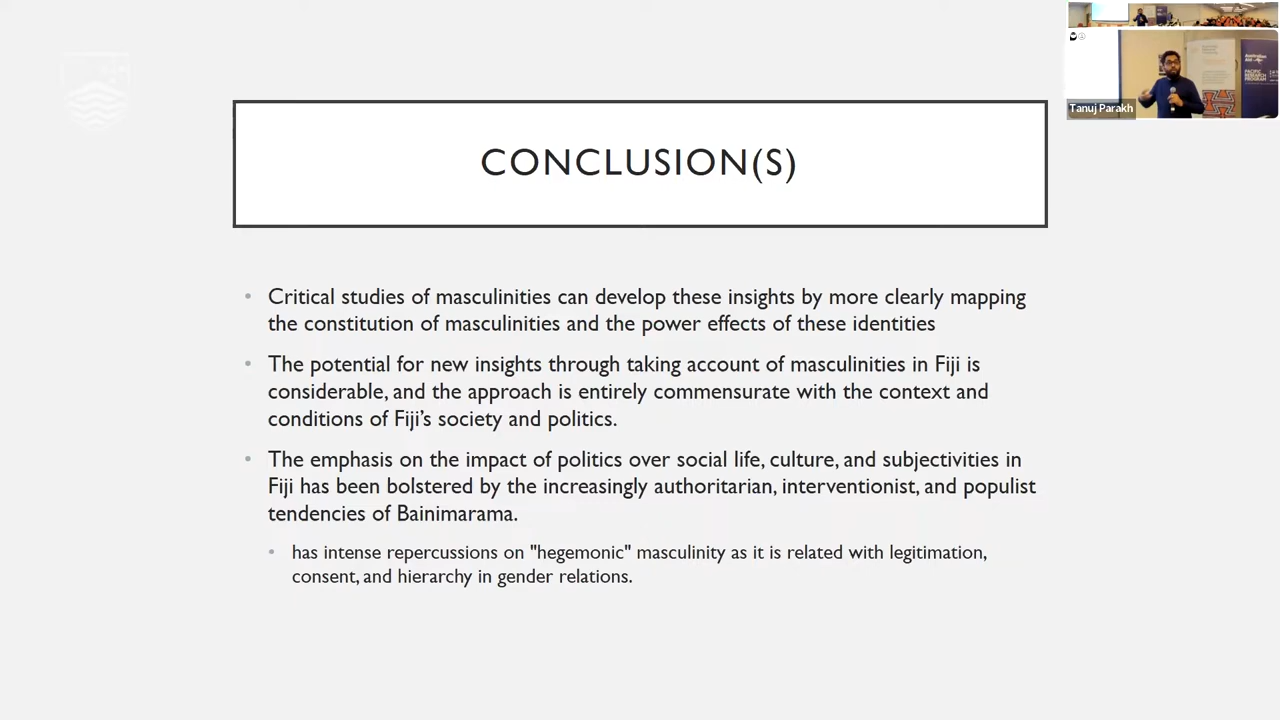 CONCLUSION(S)
• Critical studies of masculinities can develop these insights by more clearly mapping
the constitution of masculinities and the power effects of these identities
• The potential for new insights through taking account of masculinities in Fiji is
considerable, and the approach is entirely commensurate with the context and
conditions of Fiji's society and politics.
• The emphasis on the impact of politics over social life, culture, and subjectivities in
Fiji has been bolstered by the increasingly authoritarian, interventionist, and populist
tendencies of Bainimarama.
• has intense repercussions on "hegemonic" masculinity as it is related with legitimation,
consent, and hierarchy in gender relations.
Australian
Aid
PACIFIC
RESEARCH
PROGRAM
Tanuj Parakh